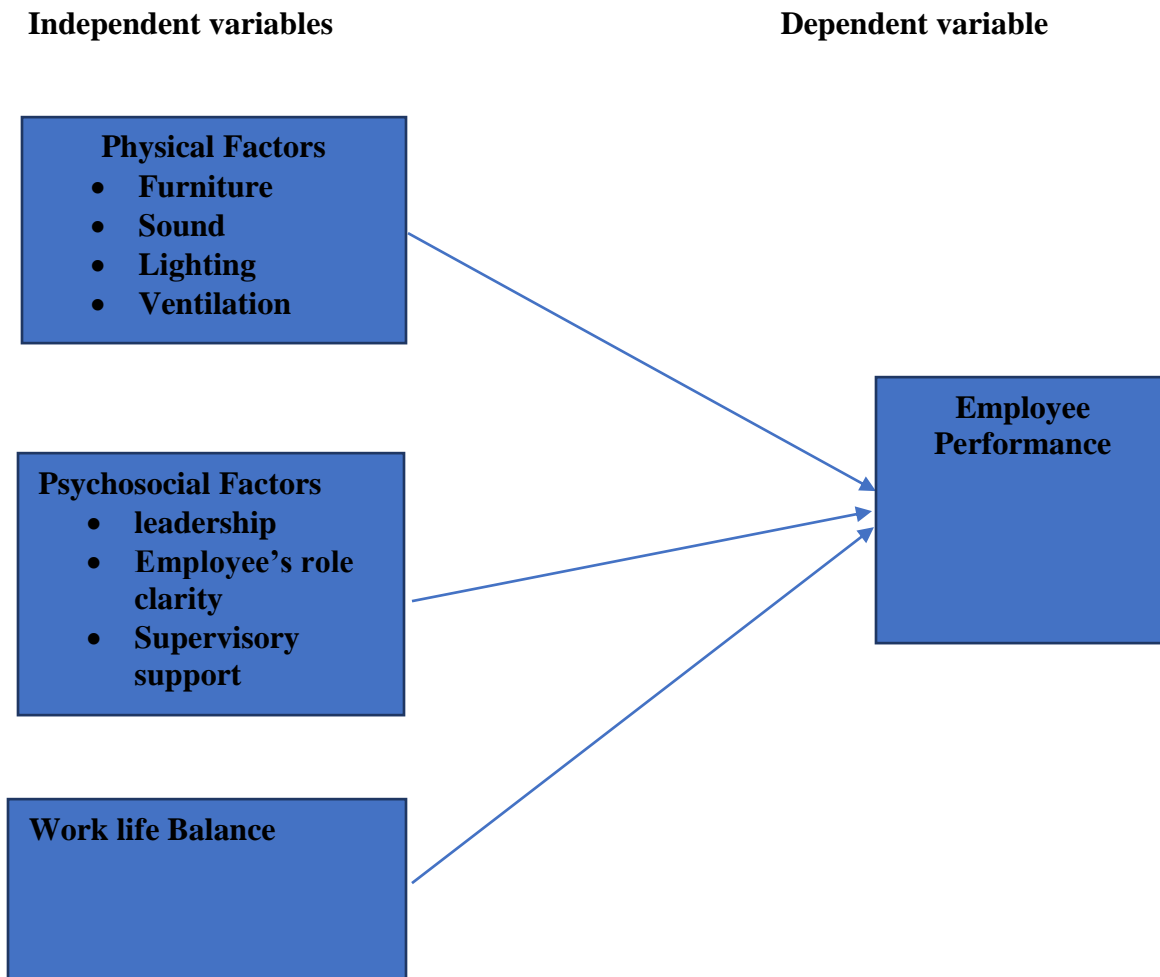 Independent variables
Dependent variable
Physical Factors
• Furniture
• Sound
• Lighting
• Ventilation
Psychosocial Factors
• leadership
• Employee’s role
clarity
• Supervisory
support
Work life Balance
Employee
Performance